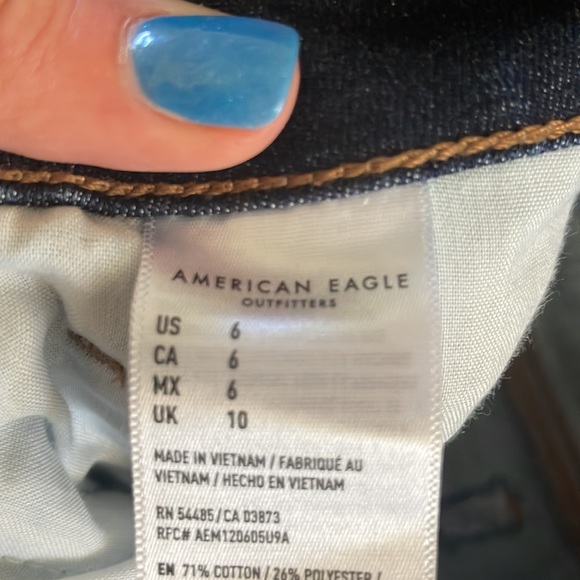 AMERICAN EAGLE
OUTFITTERS
US 6
CA 6
MX 6
UK 10
MADE IN VIETNAM / FABRIQUÉ AU
VIETNAM / HECHO EN VIETNAM
RN 54485/CA 03873
RFC# AEM120605U9A
EN 71% COTTON / 26% POLYESTER /